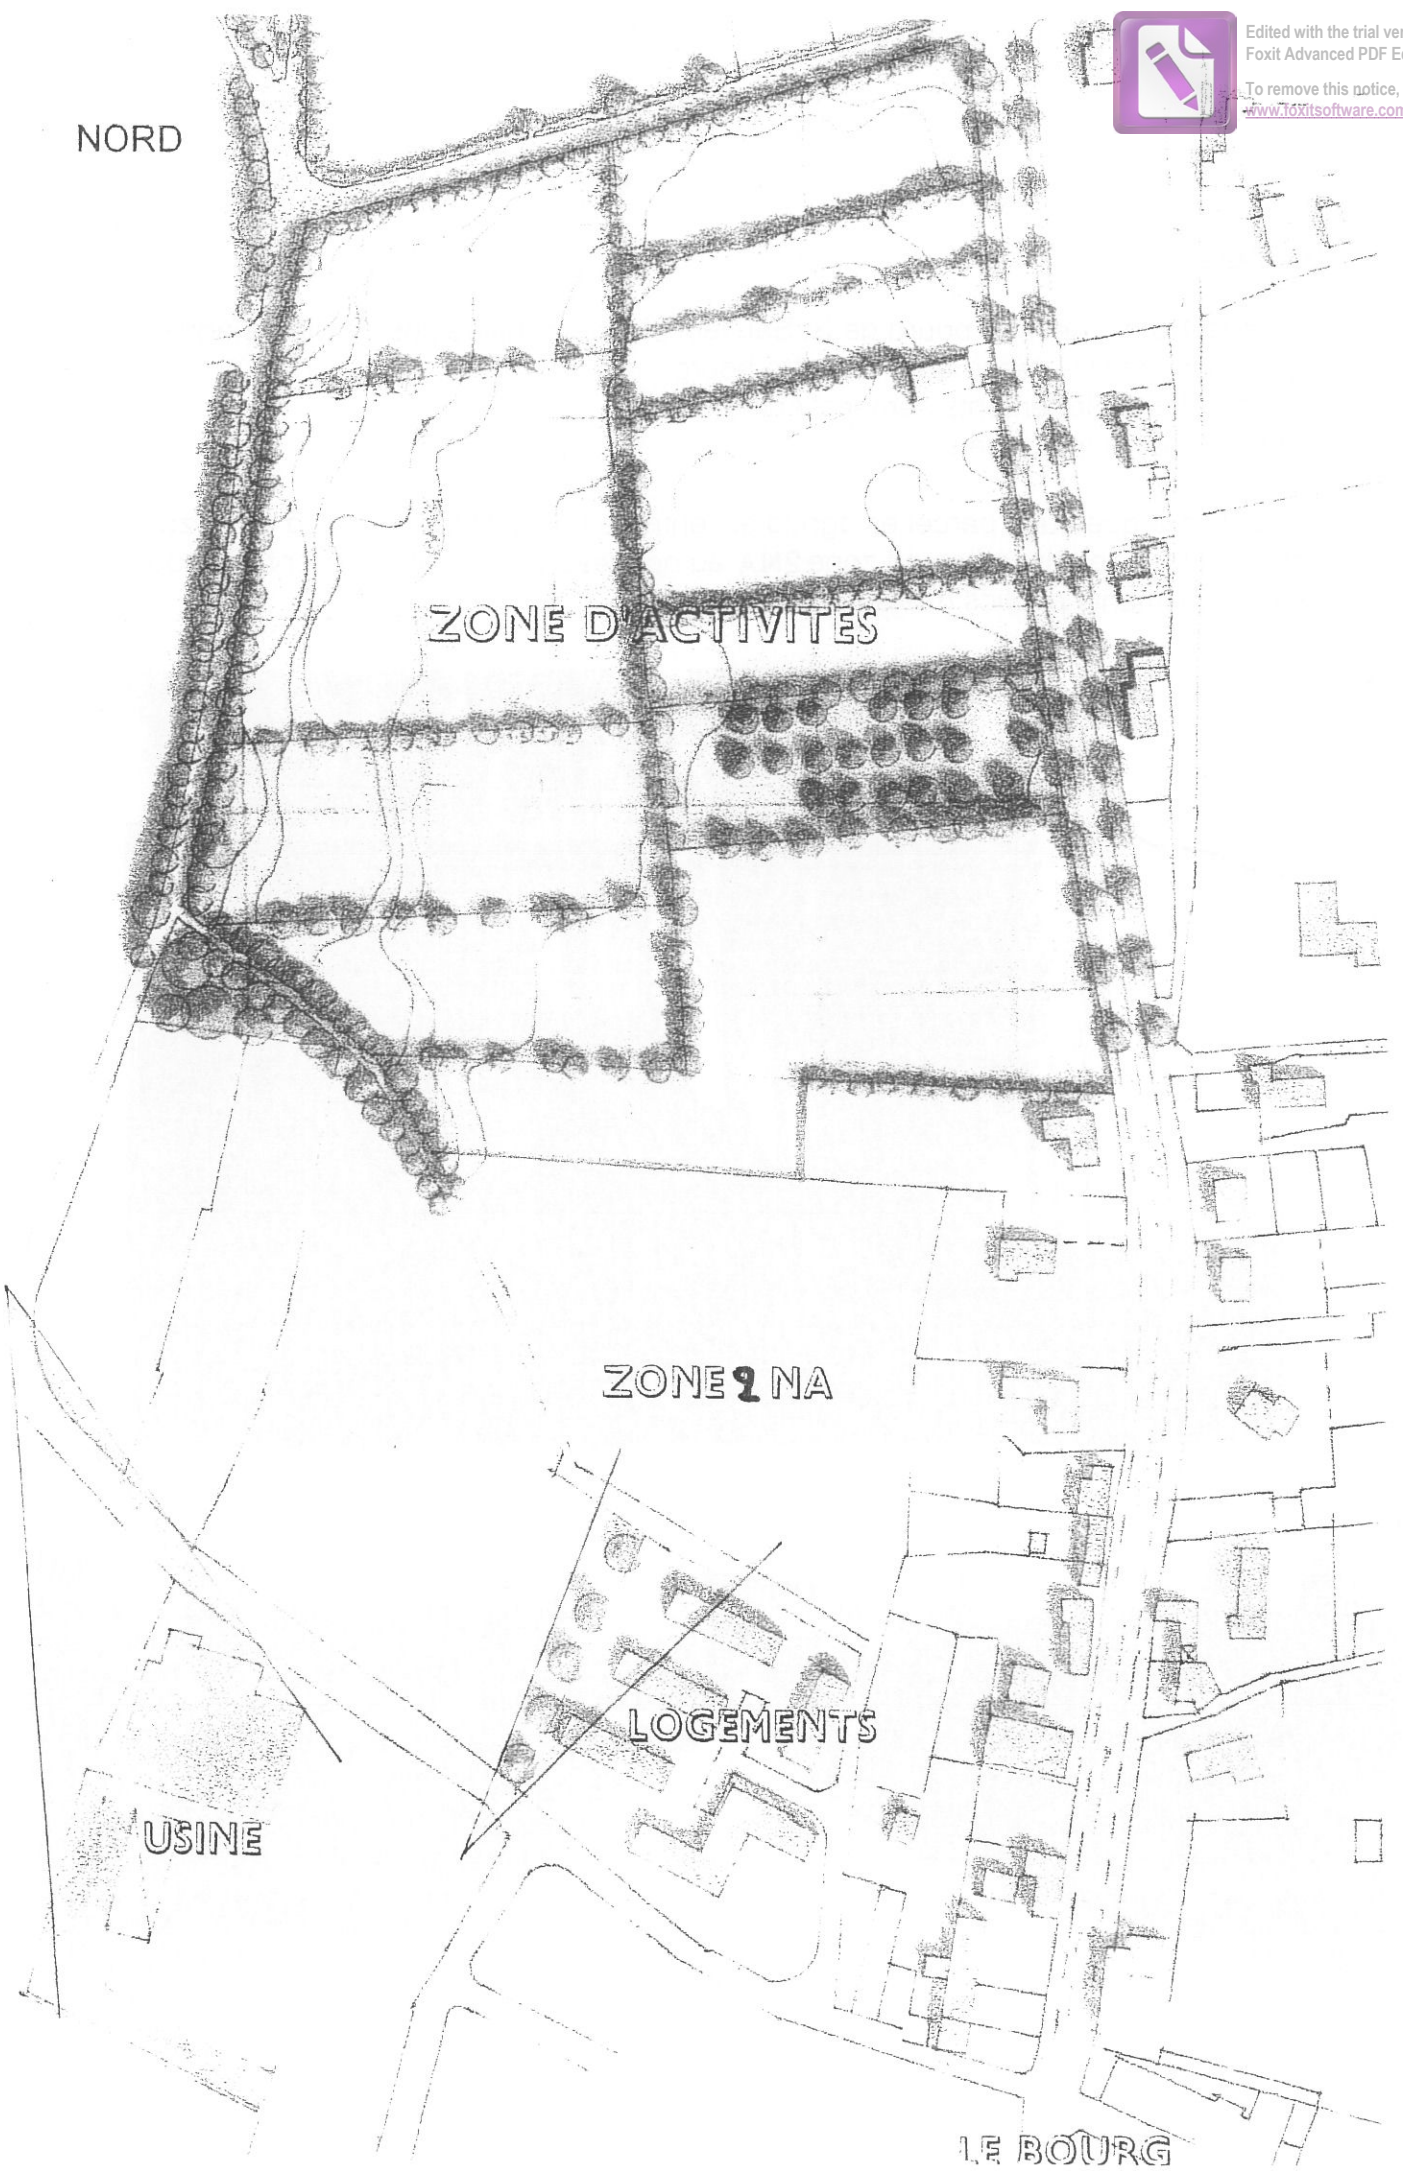 Edited with the trial ver
Foxit Advanced PDF Ed
To remove this notice,
www.foxitsoftware.com
NORD
ZONE D'ACTIVITES
ZONE 2 NA
LOGEMENTS
USINE
LE BOURG